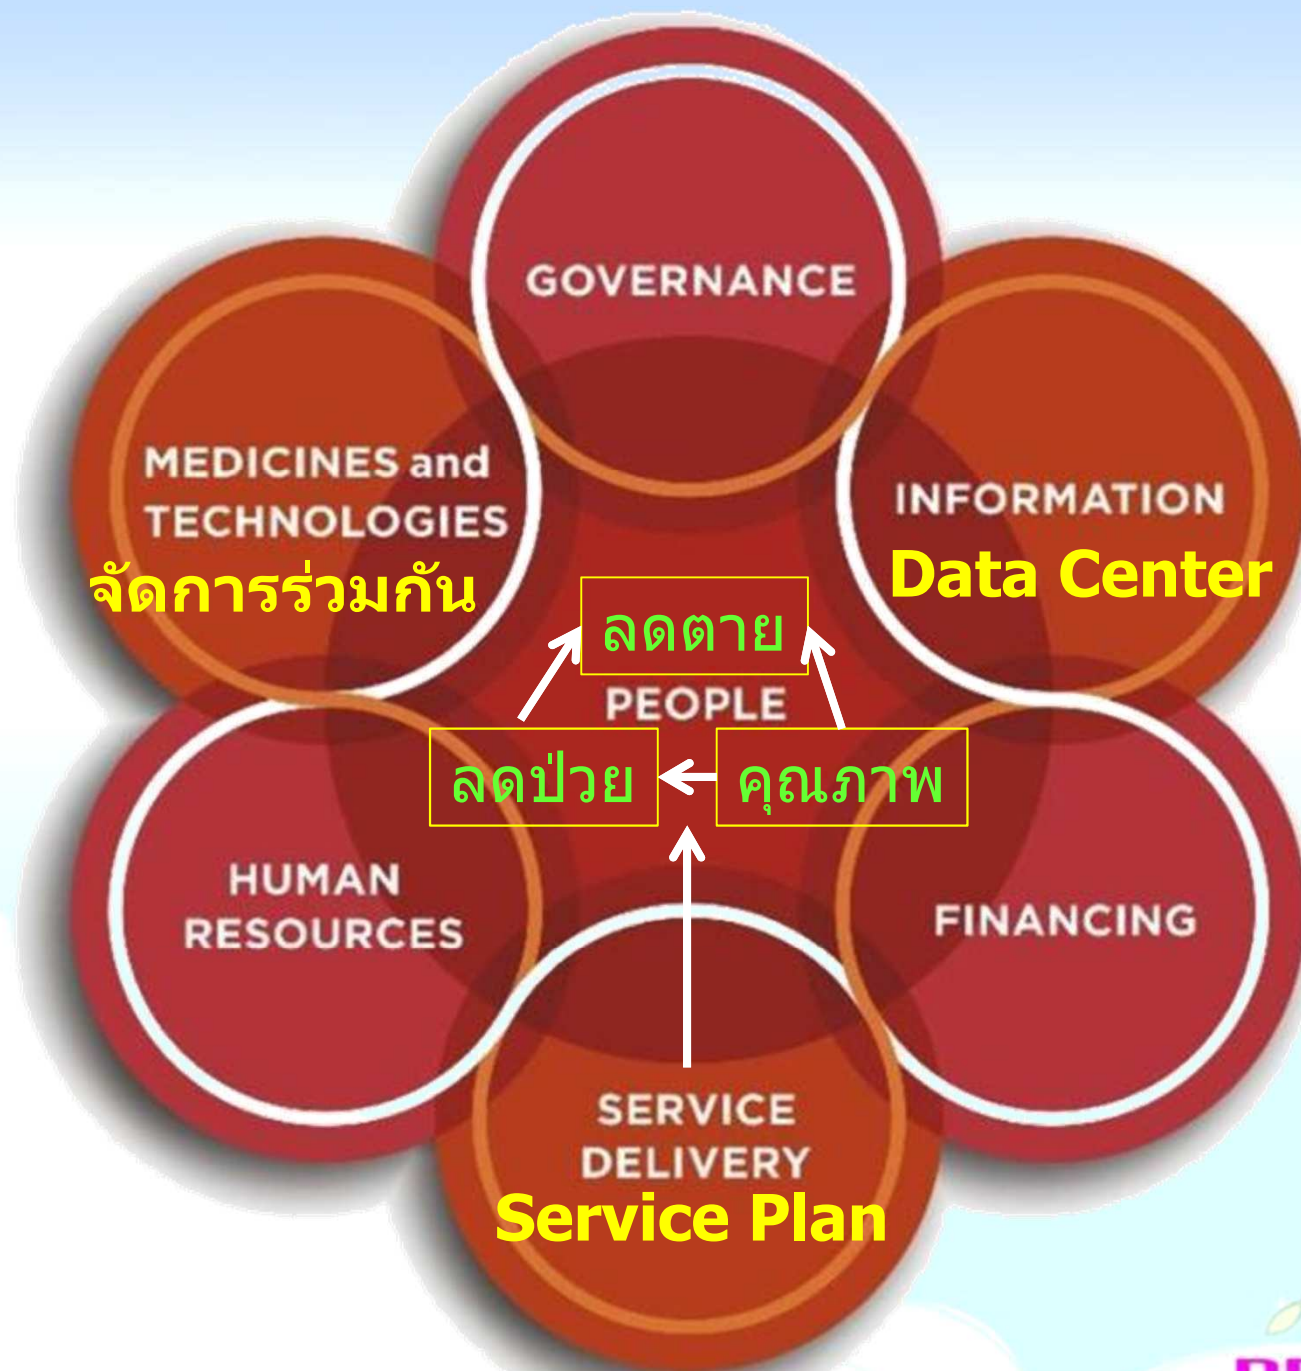 GOVERNANCE
MEDICINES and
TECHNOLOGIES
จัดการร่วมกัน
INFORMATION
Data Center
ลดตาย
PEOPLE
ลดป่วย
คุณภาพ
HUMAN
RESOURCES
FINANCING
SERVICE
DELIVERY
Service Plan